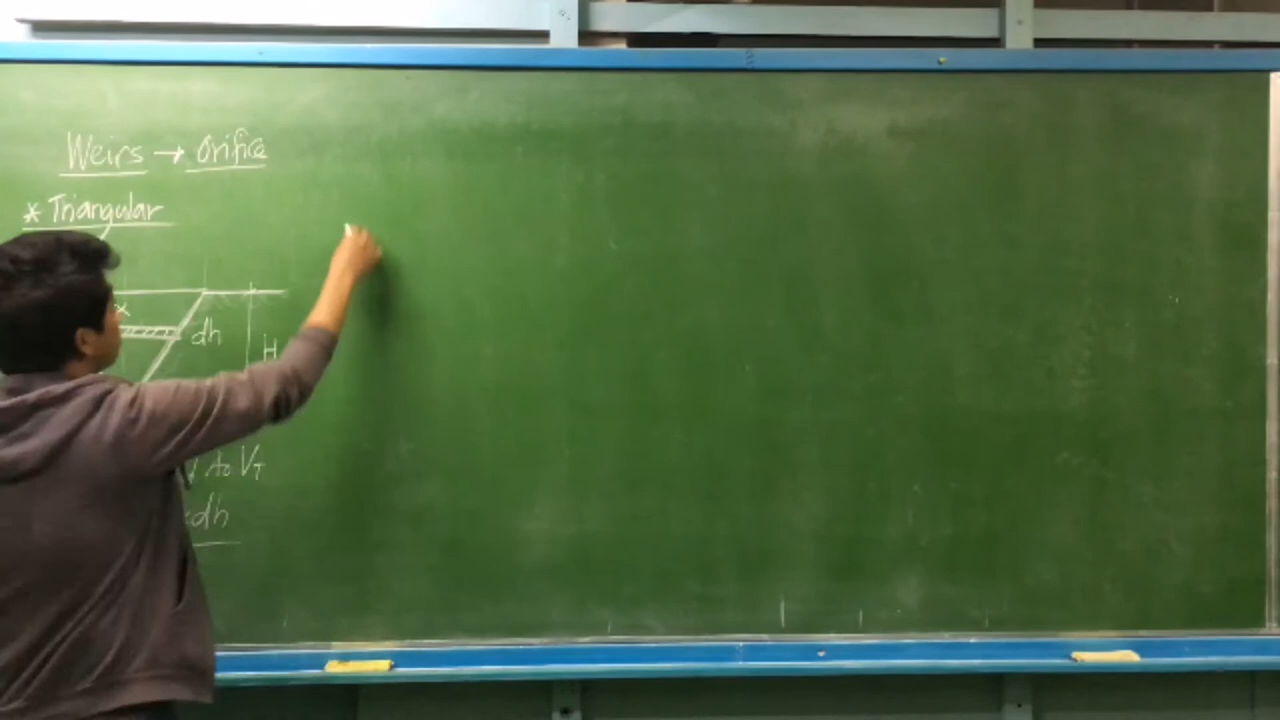 Weirs → Orifice
* Triangular
x
dh
H
to V_T
dh